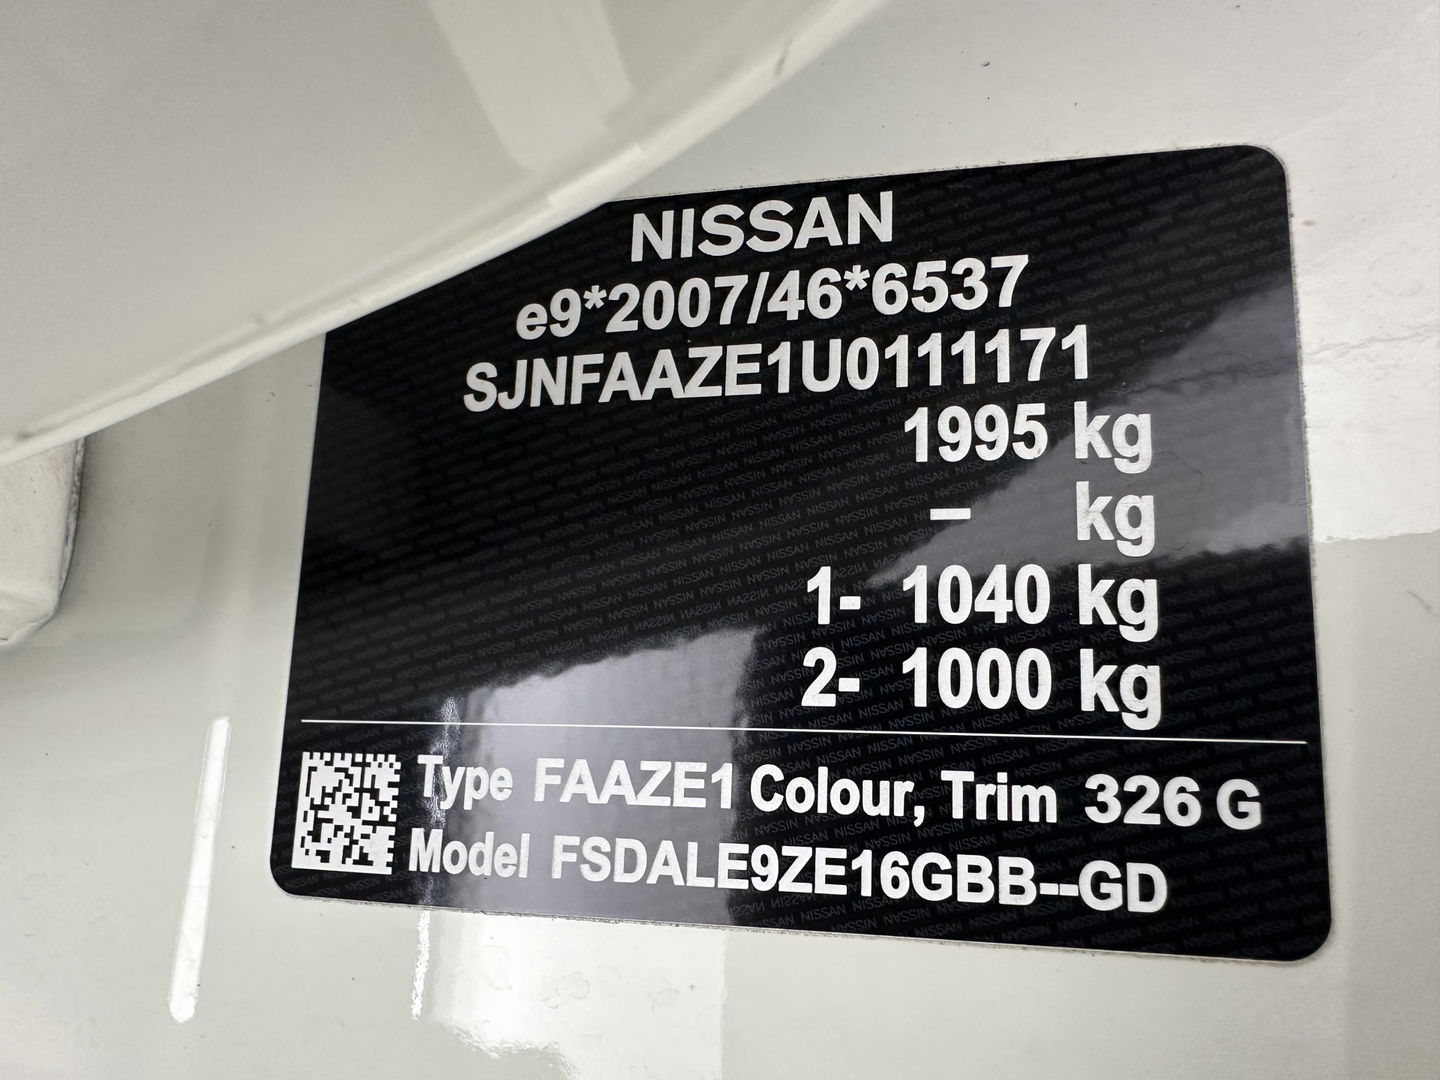 NISSAN
e9*2007/46*6537
SJNFAAZE1U0111171
1995 kg
– kg
1- 1040 kg
2- 1000 kg
Type FAAZE1 Colour, Trim 326 G
Model FSDALE9ZE16GBB--GD